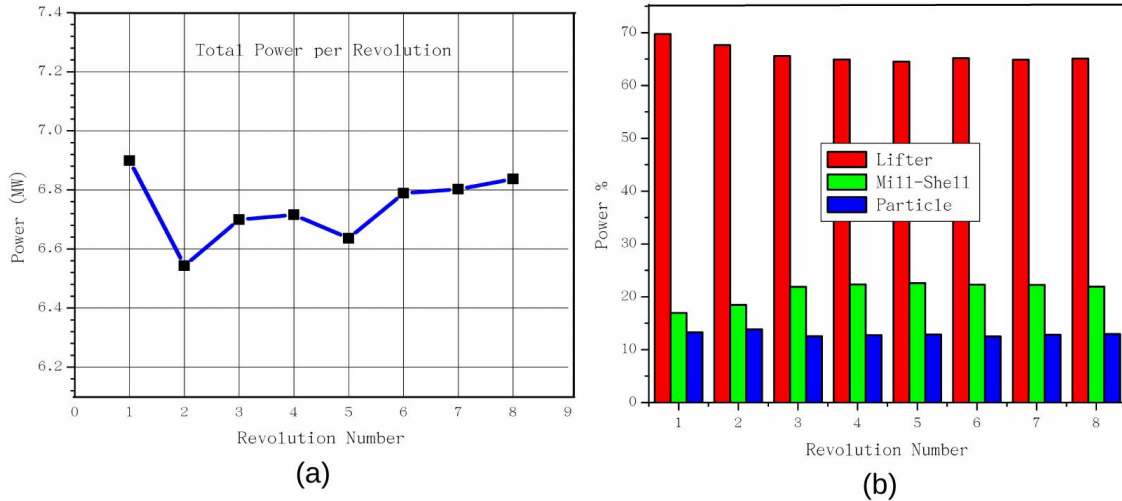 Total Power per Revolution
Power (MW)
7.4
7.2
7.0
6.8
6.6
6.4
6.2
0 1 2 3 4 5 6 7 8 9
Revolution Number
(a)
Power %
70
60
50
40
30
20
10
0
Lifter
Mill-Shell
Particle
1 2 3 4 5 6 7 8
Revolution Number
(b)